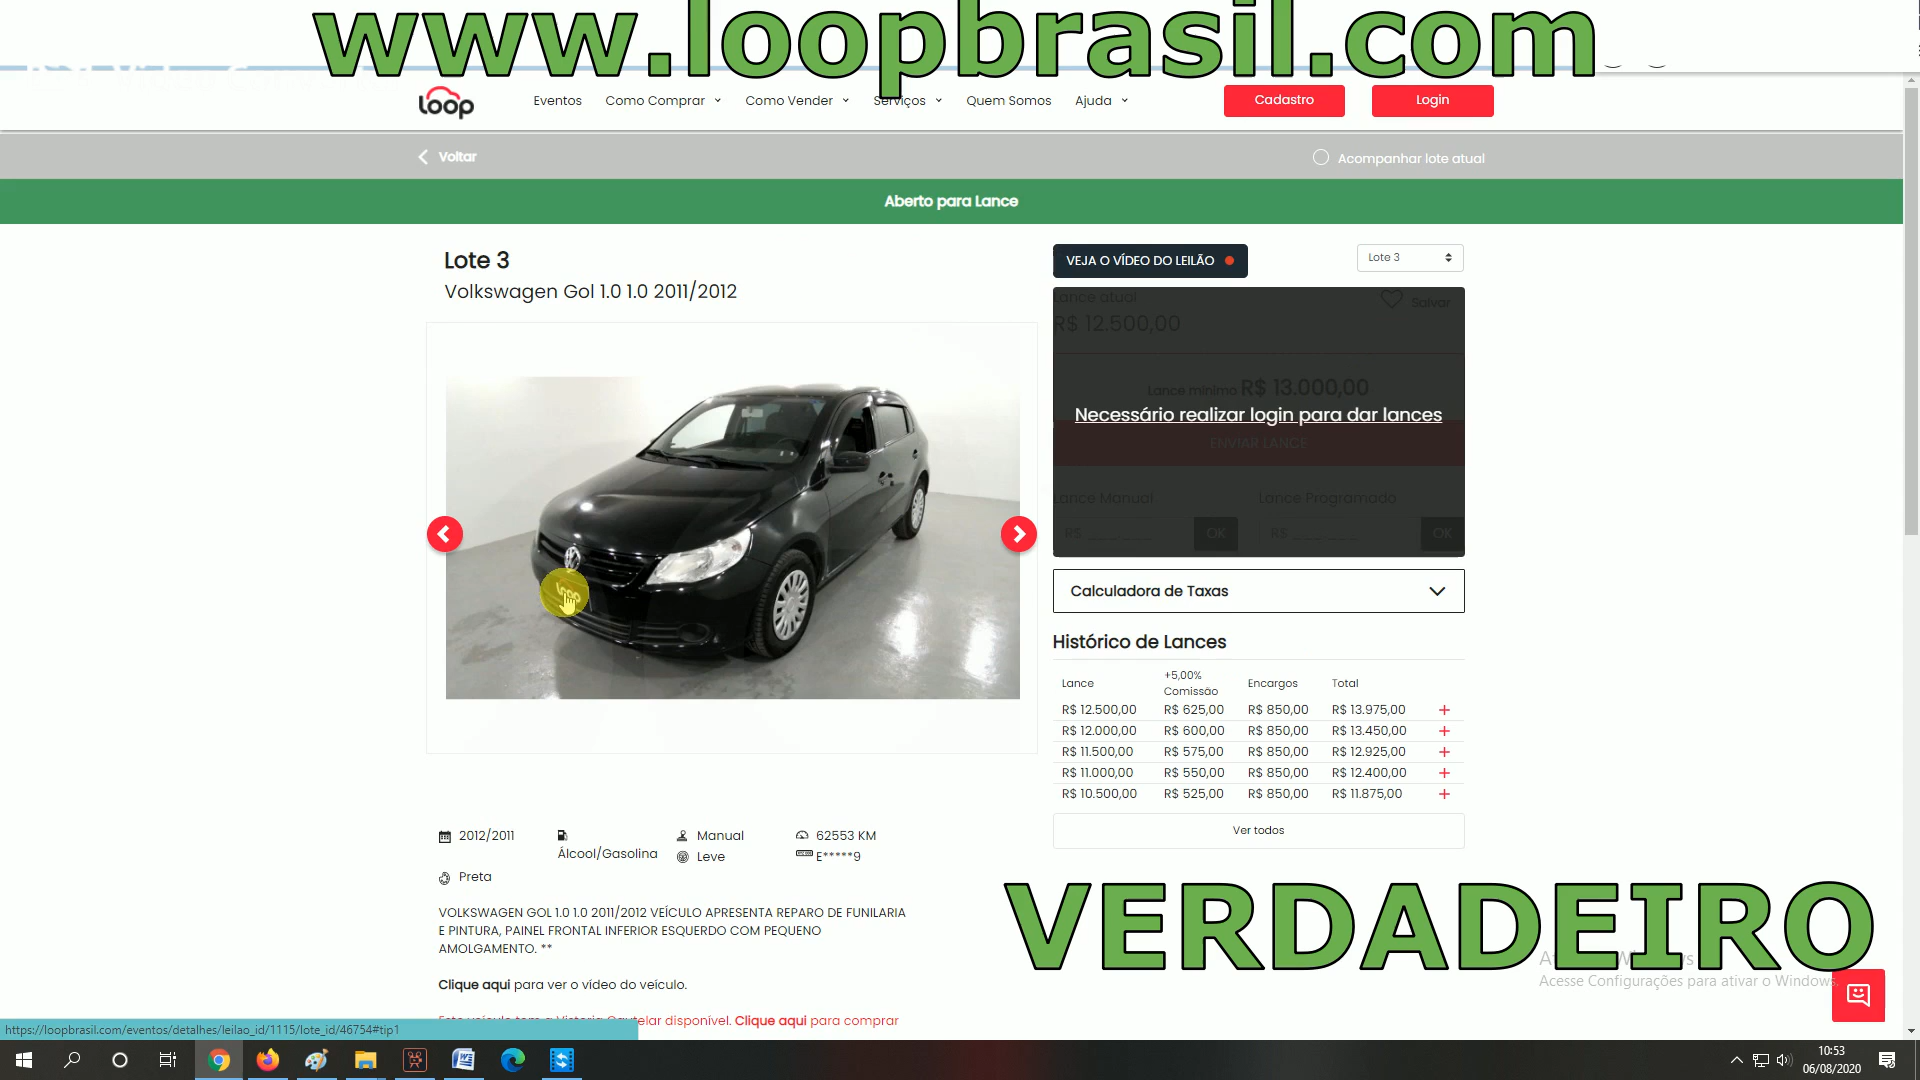 www.loopbrasil.com
loop
Eventos
Como Comprar
Como Vender
Serviços
Quem Somos
Ajuda
Cadastro
Login
Voltar
Acompanhar lote atual
Aberto para Lance
Lote 3
Volkswagen Gol 1.0 1.0 2011/2012
VEJA O VÍDEO DO LEILÃO
Lote 3
Lance atual
Salvar
R$ 12.500,00
Lance mínimo R$ 13.000,00
Necessário realizar login para dar lances
ENVIAR LANCE
Lance Manual
Lance Programado
R$
OK
R$
OK
loop
Calculadora de Taxas
Histórico de Lances
Lance +5,00% Comissão Encargos Total
R$ 12.500,00 R$ 625,00 R$ 850,00 R$ 13.975,00 +
R$ 12.000,00 R$ 600,00 R$ 850,00 R$ 13.450,00 +
R$ 11.500,00 R$ 575,00 R$ 850,00 R$ 12.925,00 +
R$ 11.000,00 R$ 550,00 R$ 850,00 R$ 12.400,00 +
R$ 10.500,00 R$ 525,00 R$ 850,00 R$ 11.875,00 +
Ver todos
2012/2011
Álcool/Gasolina
Manual
Leve
62553 KM
E*****9
Preta
VOLKSWAGEN GOL 1.0 1.0 2011/2012 VEÍCULO APRESENTA REPARO DE FUNILARIA
E PINTURA, PAINEL FRONTAL INFERIOR ESQUERDO COM PEQUENO
AMOLGAMENTO. **
Clique aqui para ver o vídeo do veículo.
Este veículo tem a Vistoria Cautelar disponível. Clique aqui para comprar
VERDADEIRO
Acesse Configurações para ativar o Windows.
https://loopbrasil.com/eventos/detalhes/leilao_id/1115/lote_id/46754#tip1
10:53
06/08/2020